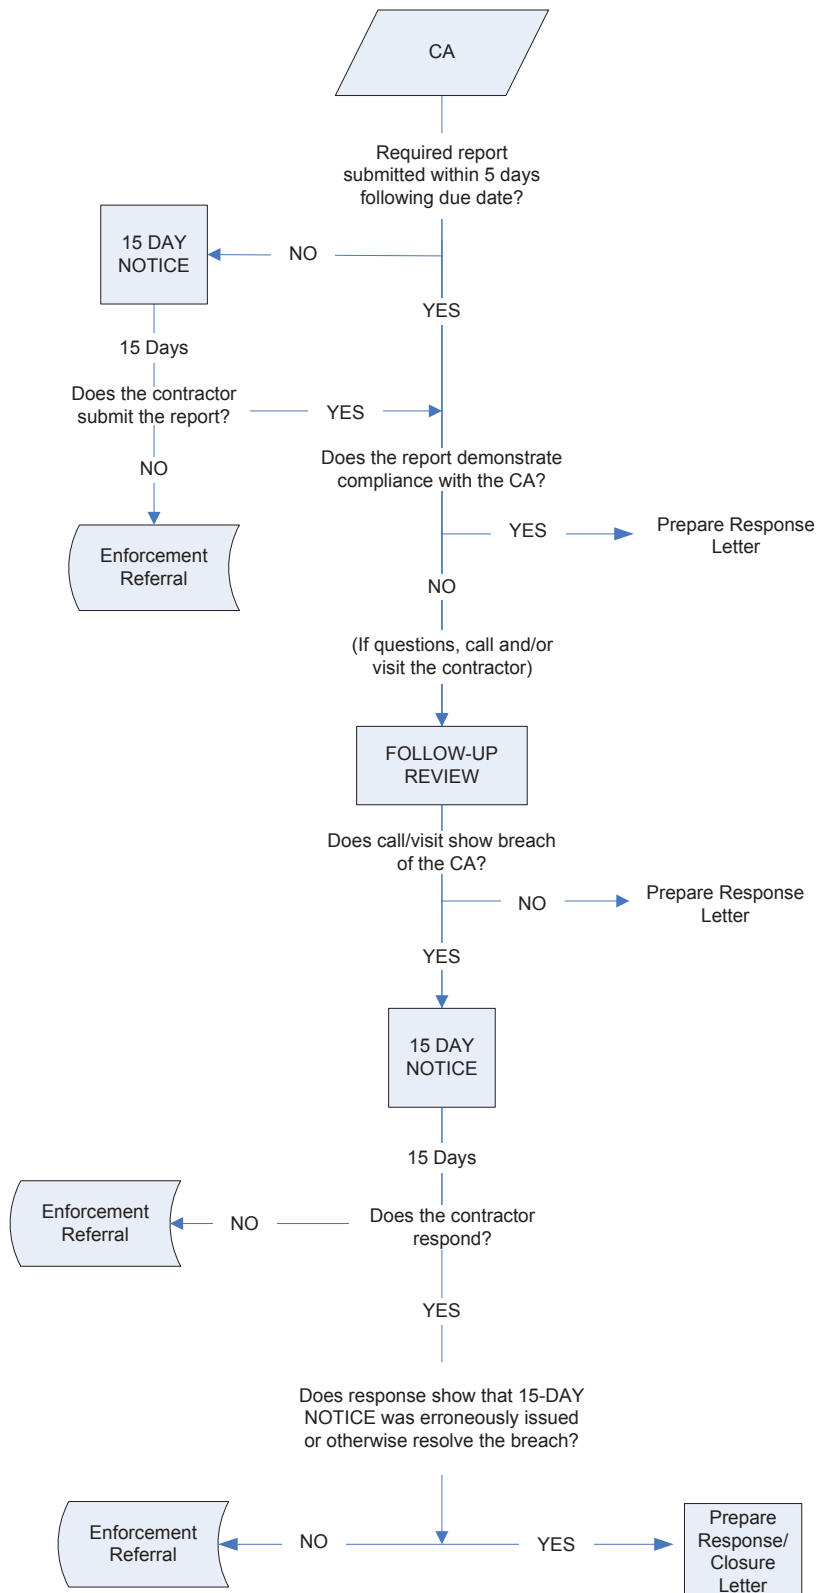 CA
Required report
submitted within 5 days
following due date?
15 DAY
NOTICE
NO
YES
15 Days
Does the contractor
submit the report?
YES
NO
Enforcement
Referral
Does the report demonstrate
compliance with the CA?
YES
Prepare Response
Letter
NO
(If questions, call and/or
visit the contractor)
FOLLOW-UP
REVIEW
Does call/visit show breach
of the CA?
NO
Prepare Response
Letter
YES
15 DAY
NOTICE
15 Days
Does the contractor
respond?
NO
Enforcement
Referral
YES
Does response show that 15-DAY
NOTICE was erroneously issued
or otherwise resolve the breach?
Enforcement
Referral
NO
YES
Prepare
Response/
Closure
Letter